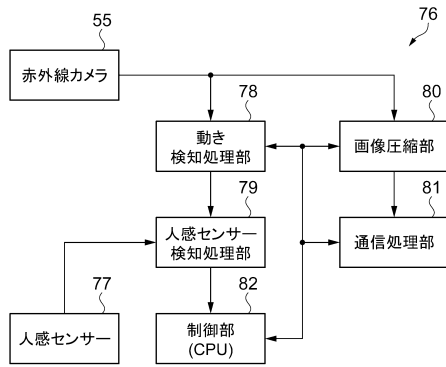 76
55
赤外線カメラ
78
動き
検知処理部
80
画像圧縮部
79
人感センサー
検知処理部
81
通信処理部
77
人感センサー
82
制御部
(CPU)